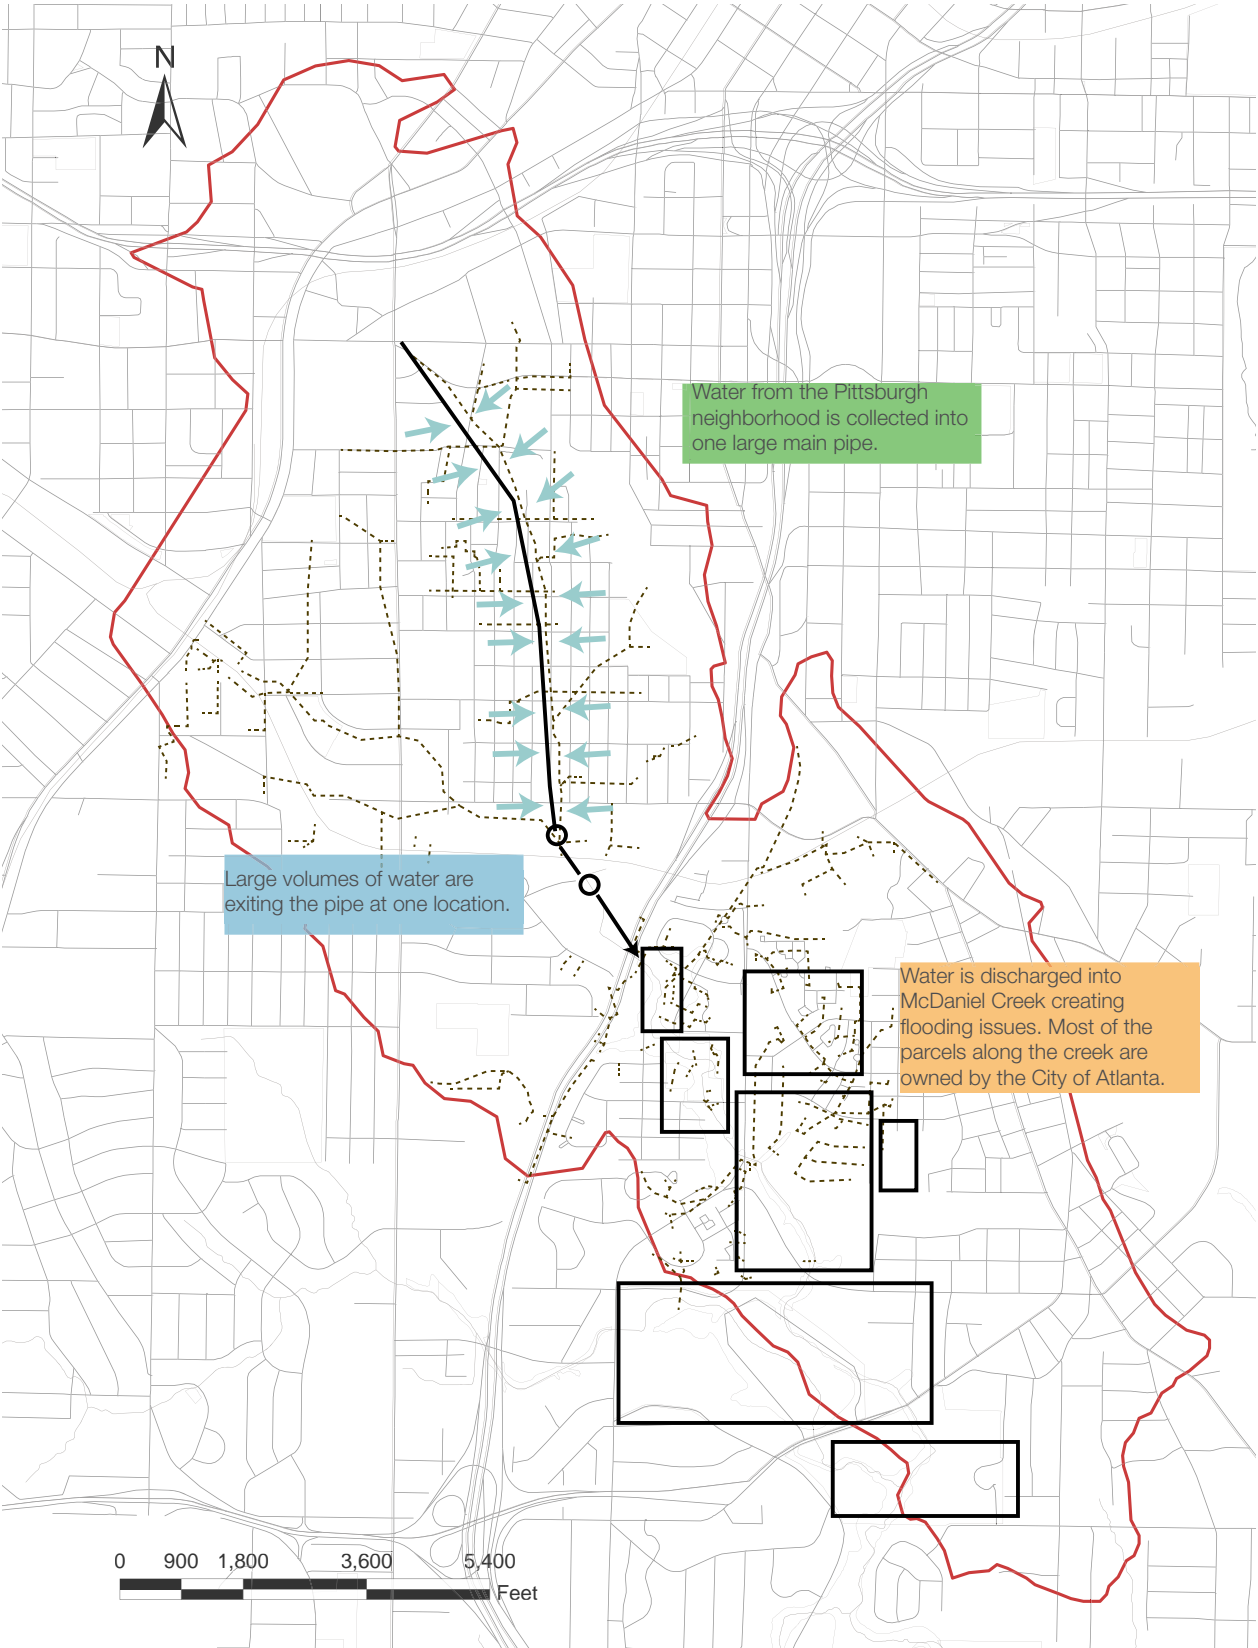 N
Water from the Pittsburgh
neighborhood is collected into
one large main pipe.
Large volumes of water are
exiting the pipe at one location.
Water is discharged into
McDaniel Creek creating
flooding issues. Most of the
parcels along the creek are
owned by the City of Atlanta.
0 900 1,800 3,600 5,400
Feet